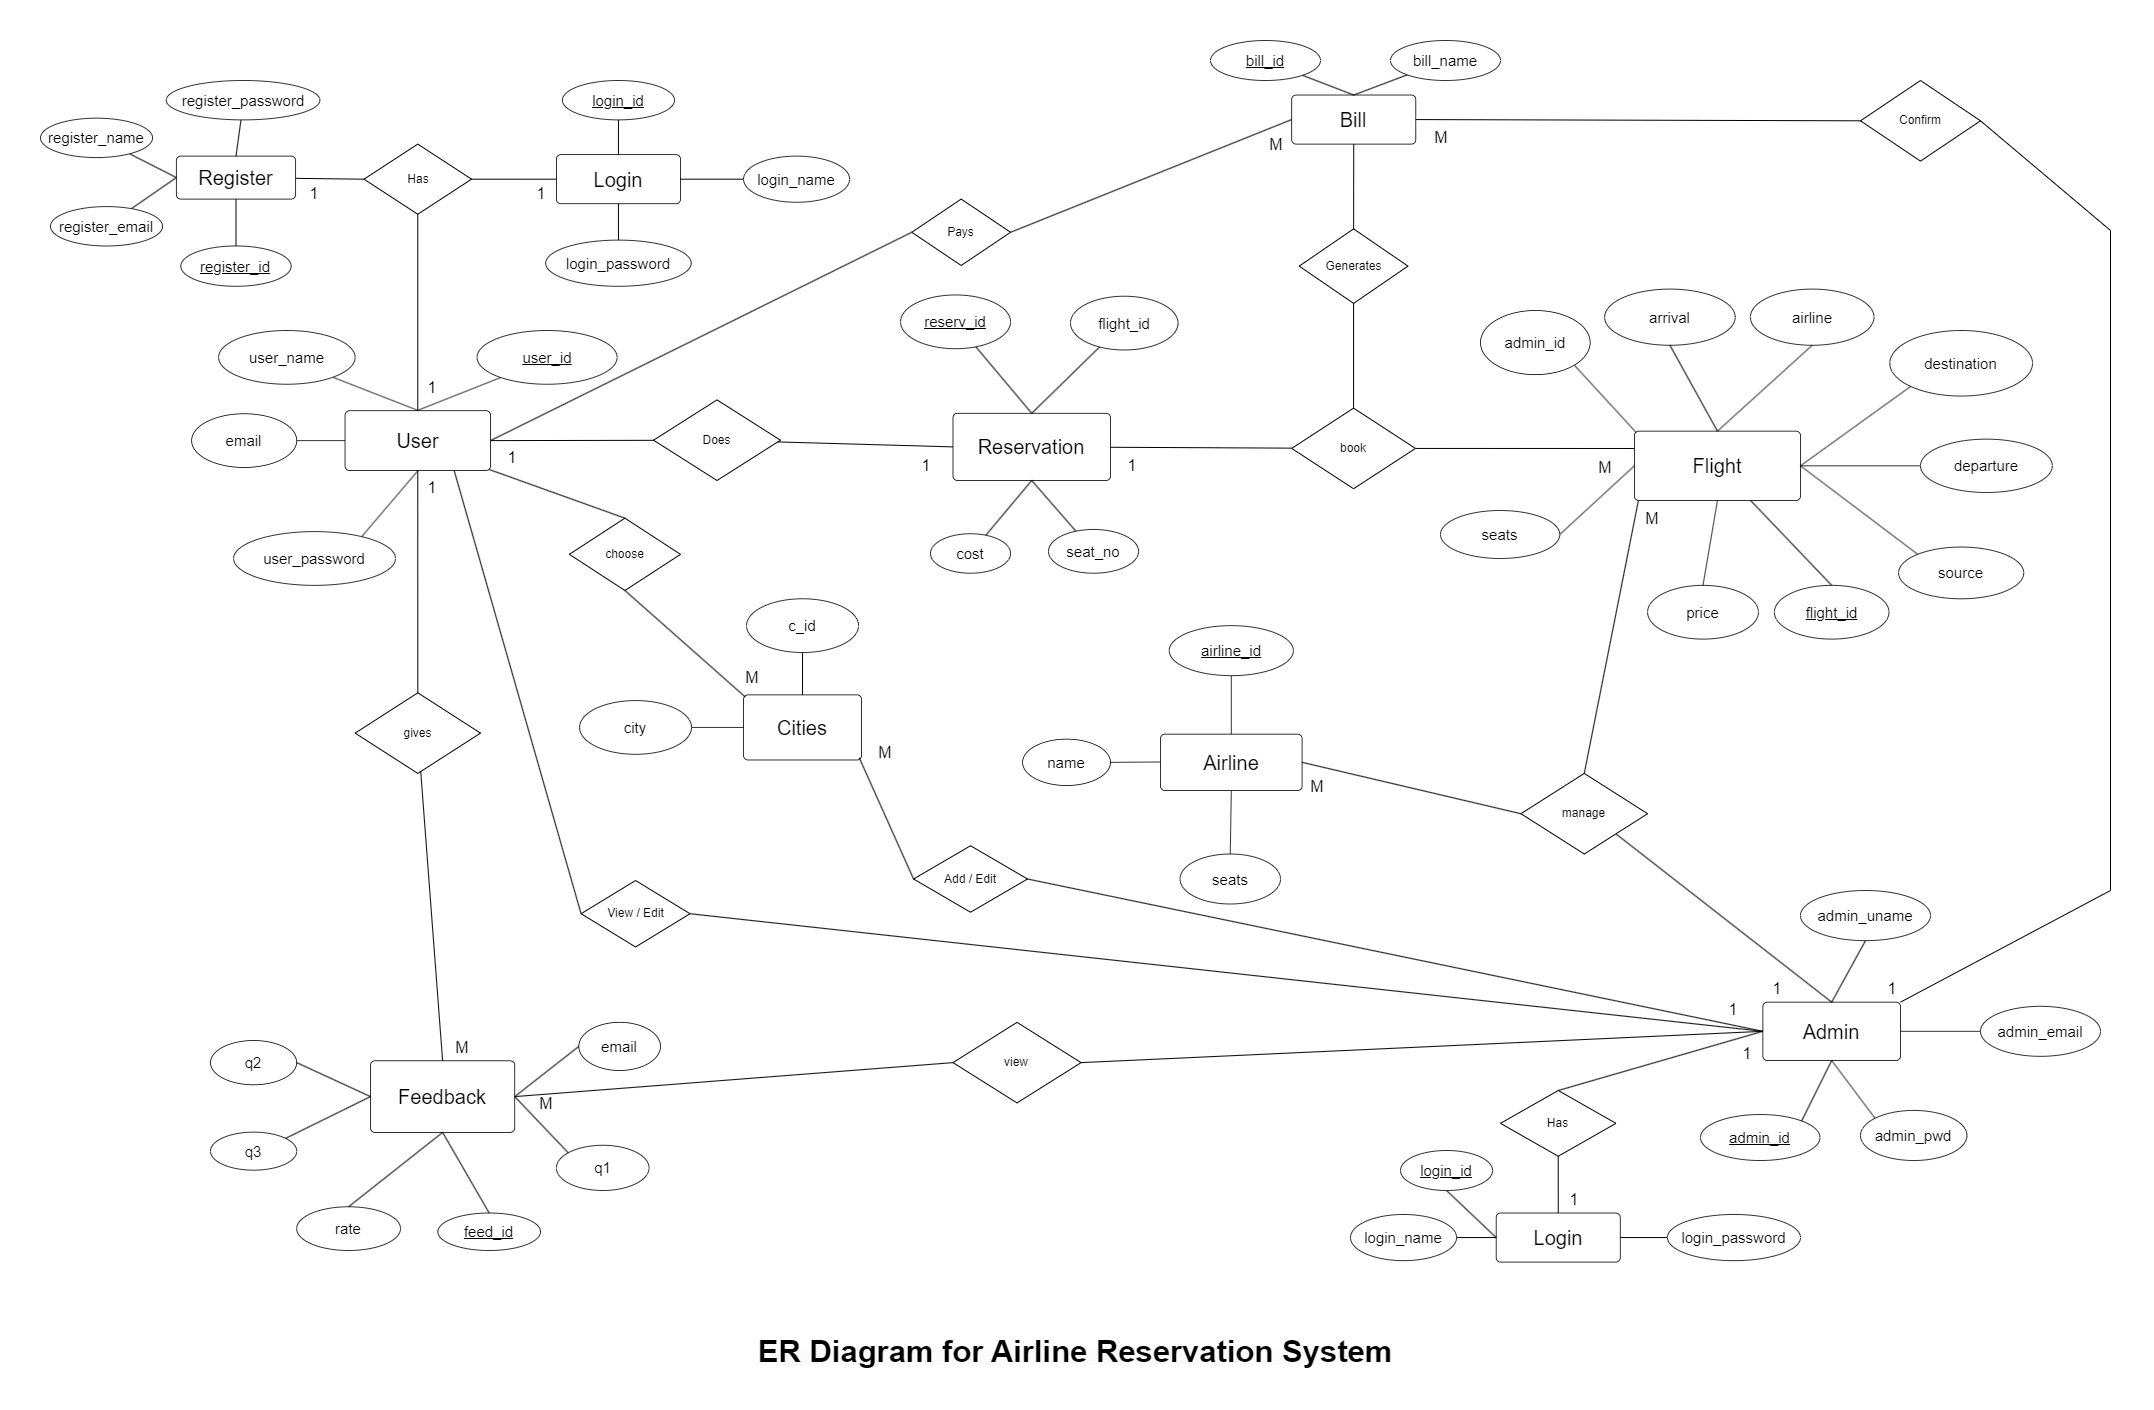 bill_id
bill_name
register_password
login_id
Bill
Confirm
M
M
register_name
Register
Has
Login
login_name
1
1
register_email
register_id
login_password
Pays
Generates
reserv_id
flight_id
arrival
airline
admin_id
destination
user_name
user_id
1
email
User
Does
Reservation
book
Flight
departure
1
1
1
M
1
M
user_password
choose
cost
seat_no
seats
source
price
flight_id
c_id
airline_id
M
city
Cities
gives
M
name
Airline
M
manage
seats
Add / Edit
View / Edit
admin_uname
1
1
1
Admin
admin_email
1
M
email
q2
view
Feedback
M
q3
q1
Has
admin_id
admin_pwd
login_id
1
rate
feed_id
login_name
Login
login_password
ER Diagram for Airline Reservation System